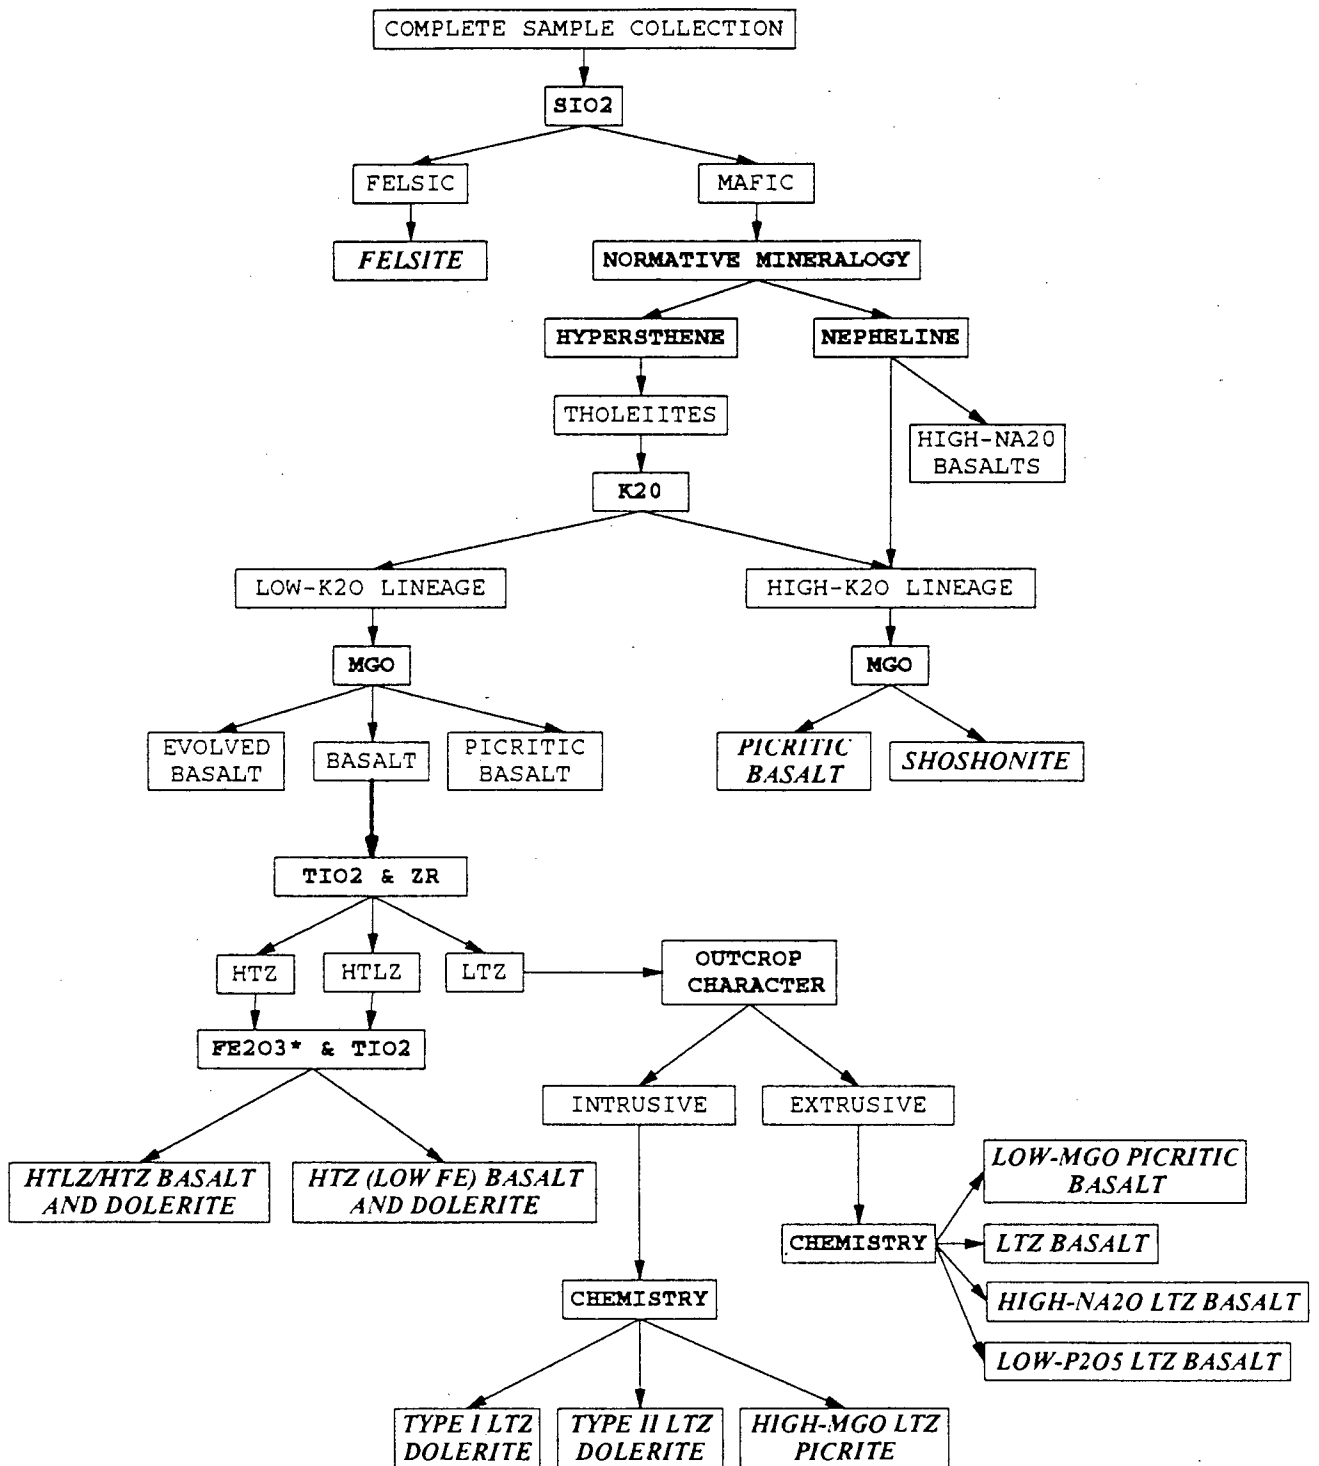 COMPLETE SAMPLE COLLECTION
SIO2
FELSIC
MAFIC
FELSITE
NORMATIVE MINERALOGY
HYPERSTHENE
NEPHELINE
THOLEIITES
HIGH-NA20
BASALTS
K20
LOW-K2O LINEAGE
HIGH-K2O LINEAGE
MGO
MGO
EVOLVED
BASALT
BASALT
PICRITIC
BASALT
PICRITIC
BASALT
SHOSHONITE
TIO2 & ZR
HTZ
HTLZ
LTZ
OUTCROP
CHARACTER
FE2O3* & TIO2
INTRUSIVE
EXTRUSIVE
HTLZ/HTZ BASALT
AND DOLERITE
HTZ (LOW FE) BASALT
AND DOLERITE
LOW-MGO PICRITIC
BASALT
CHEMISTRY
LTZ BASALT
HIGH-NA2O LTZ BASALT
LOW-P2O5 LTZ BASALT
CHEMISTRY
TYPE I LTZ
DOLERITE
TYPE II LTZ
DOLERITE
HIGH-MGO LTZ
PICRITE